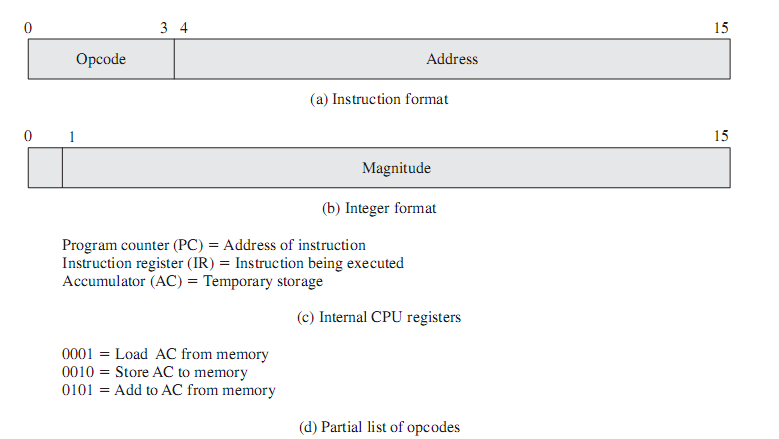 0 3 4 15
Opcode Address
(a) Instruction format
0 1 15
Magnitude
(b) Integer format
Program counter (PC) = Address of instruction
Instruction register (IR) = Instruction being executed
Accumulator (AC) = Temporary storage
(c) Internal CPU registers
0001 = Load AC from memory
0010 = Store AC to memory
0101 = Add to AC from memory
(d) Partial list of opcodes